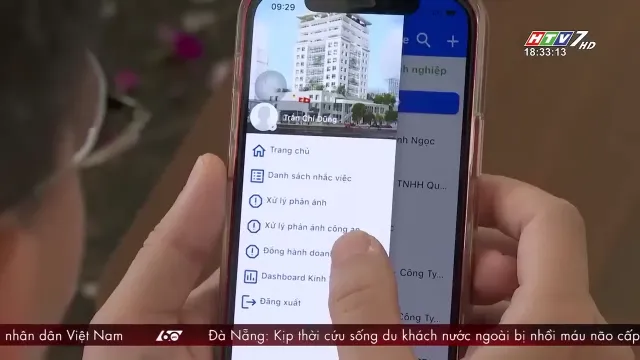 09:29
HTV7 HD
18:33:13
nh nghiệp
Trần Chí Dũng
Trang chủ
nh Ngọc
Danh sách nhắc việc
TNHH Qu...
Xử lý phản ánh
Xử lý phản ánh công an
Đồng hành doanh
Công Ty...
Dashboard Kinh
Đăng xuất
Công Ty
nhân dân Việt Nam
60
Đà Nẵng: Kịp thời cứu sống du khách nước ngoài bị nhồi máu não cấp